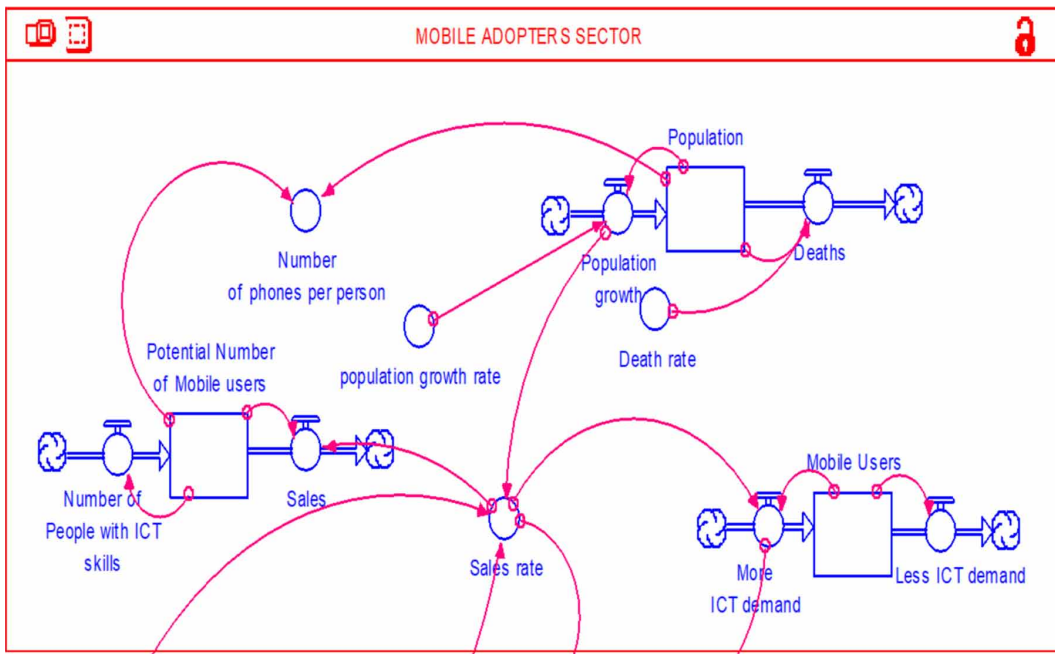 MOBILE ADOPTERS SECTOR
Population
Number
of phones per person
Population
growth
Deaths
Potential Number
of Mobile users
population growth rate
Death rate
Number of
People with ICT
skills
Sales
Mobile Users
Sales rate
More
ICT demand
Less ICT demand